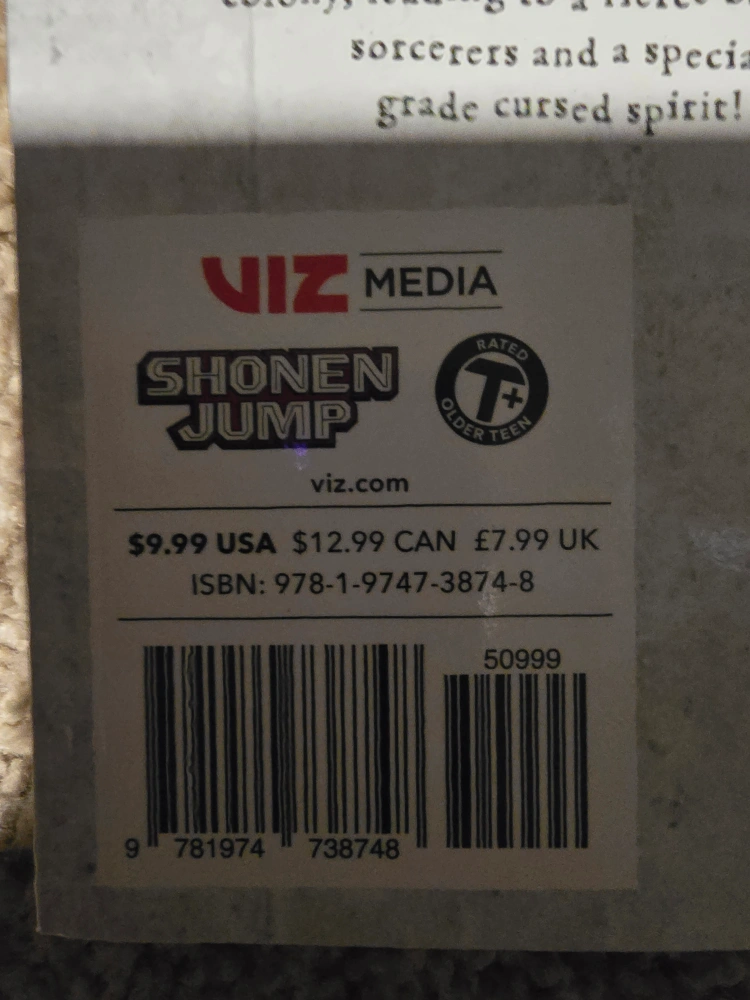 sorcerers and a
grade cursed spirit!
VIZ MEDIA
SHONEN
JUMP
RATED
T+
OLDER TEEN
viz.com
$9.99 USA $12.99 CAN £7.99 UK
ISBN: 978-1-9747-3874-8
50999
9 781974 738748